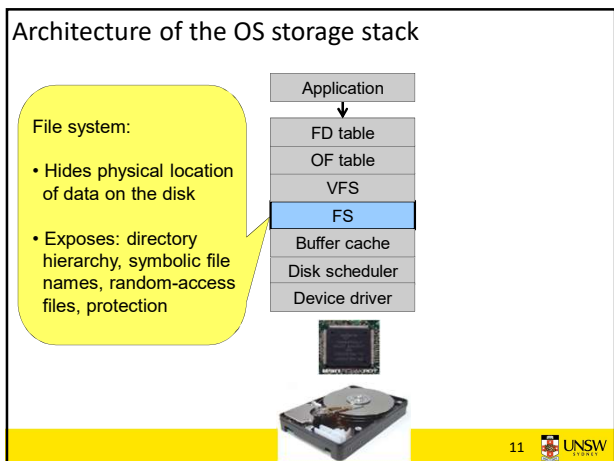 Architecture of the OS storage stack
File system:
• Hides physical location
of data on the disk
• Exposes: directory
hierarchy, symbolic file
names, random-access
files, protection
Application
FD table
OF table
VFS
FS
Buffer cache
Disk scheduler
Device driver
11
UNSW
SYDNEY